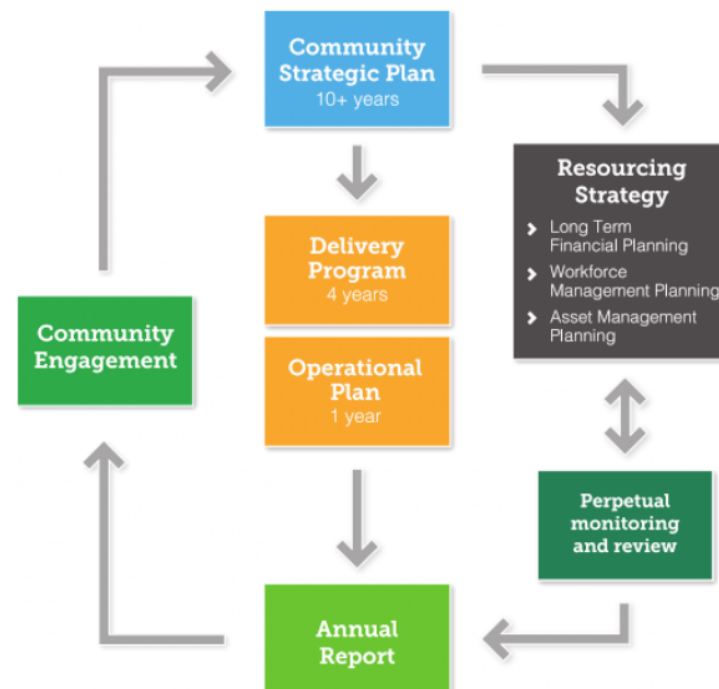 Community
Strategic Plan
10+ years
Resourcing
Strategy
Long Term
Financial Planning
Workforce
Management Planning
Asset Management
Planning
Delivery
Program
4 years
Community
Engagement
Operational
Plan
1 year
Perpetual
monitoring
and review
Annual
Report